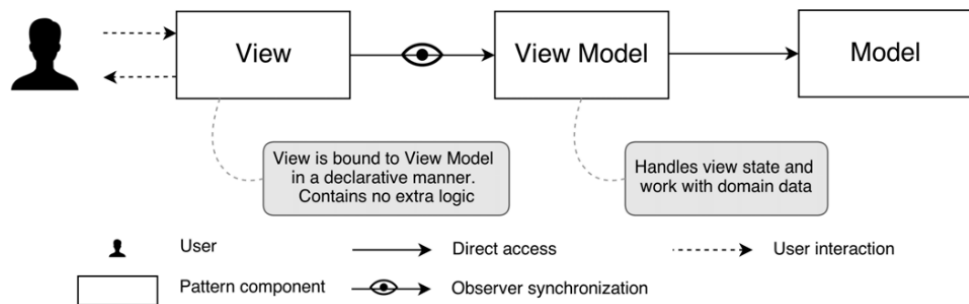 View
View Model
Model
View is bound to View Model
in a declarative manner.
Contains no extra logic
Handles view state and
work with domain data
User
Direct access
User interaction
Pattern component
Observer synchronization